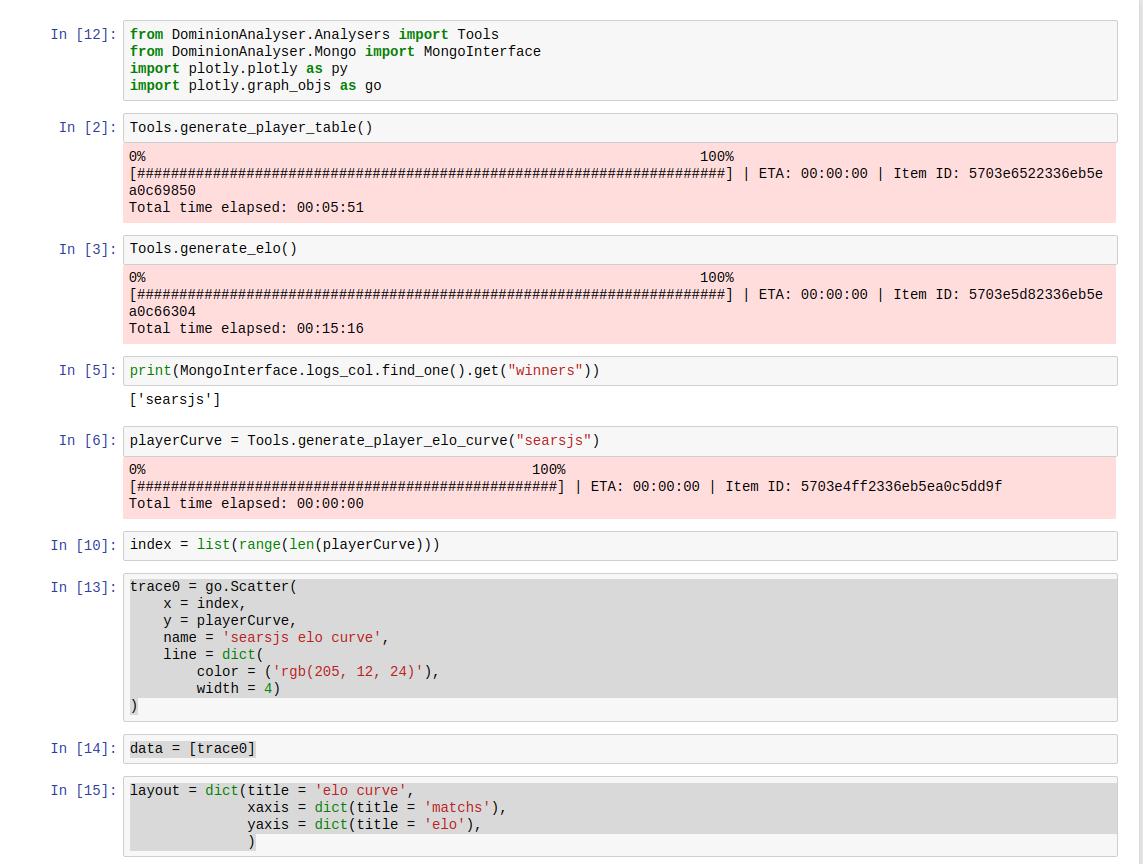 In [12]: from DominionAnalyser.Analysers import Tools
from DominionAnalyser.Mongo import MongoInterface
import plotly.plotly as py
import plotly.graph_objs as go
In [2]: Tools.generate_player_table()
0% 100%
[######################################################################] | ETA: 00:00:00 | Item ID: 5703e6522336eb5e
a0c69850
Total time elapsed: 00:05:51
In [3]: Tools.generate_elo()
0% 100%
[######################################################################] | ETA: 00:00:00 | Item ID: 5703e5d82336eb5e
a0c66304
Total time elapsed: 00:15:16
In [5]: print(MongoInterface.logs_col.find_one().get("winners"))
['searsjs']
In [6]: playerCurve = Tools.generate_player_elo_curve("searsjs")
0% 100%
[##################################################] | ETA: 00:00:00 | Item ID: 5703e4ff2336eb5ea0c5dd9f
Total time elapsed: 00:00:00
In [10]: index = list(range(len(playerCurve)))
In [13]: trace0 = go.Scatter(
    x = index,
    y = playerCurve,
    name = 'searsjs elo curve',
    line = dict(
        color = ('rgb(205, 12, 24)'),
        width = 4)
)
In [14]: data = [trace0]
In [15]: layout = dict(title = 'elo curve',
              xaxis = dict(title = 'matchs'),
              yaxis = dict(title = 'elo'),
              )